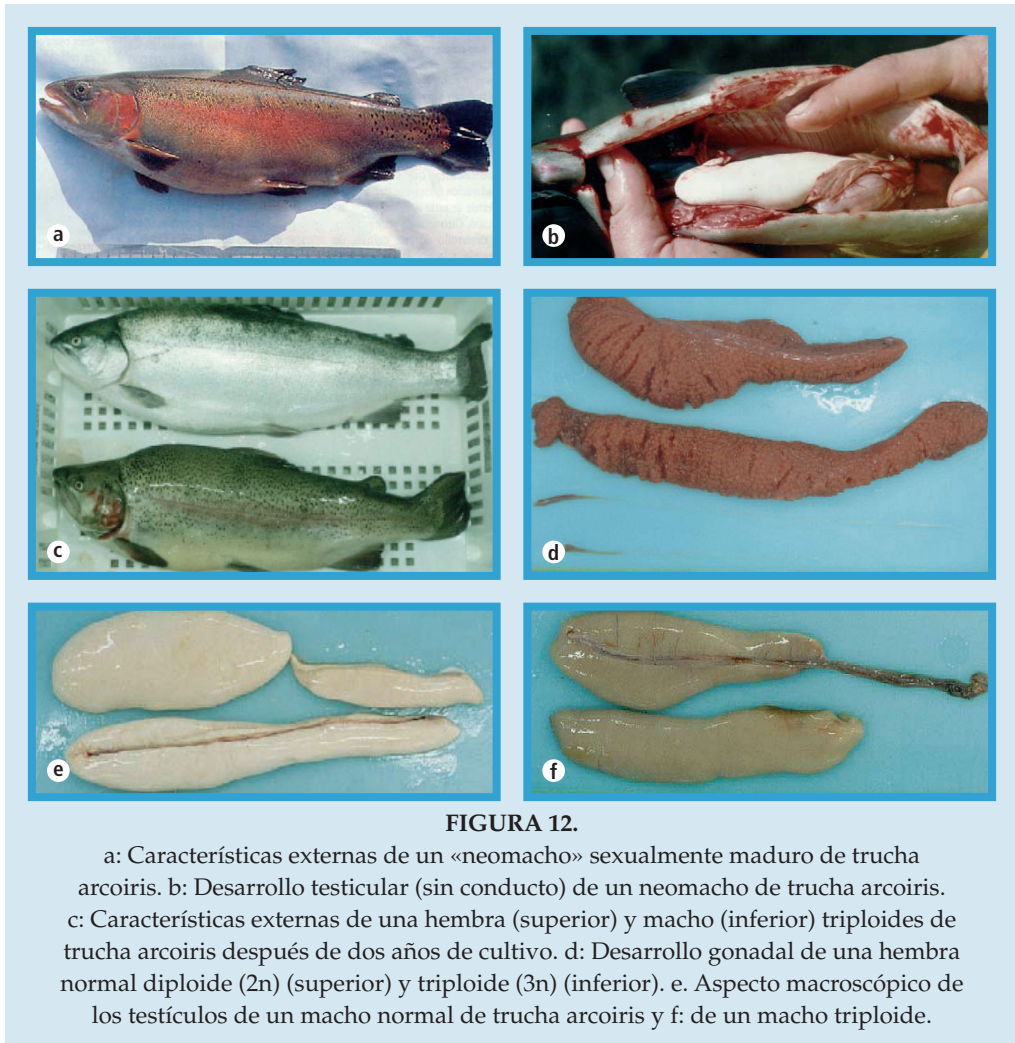 a
b
c
d
e
f
FIGURA 12.
a: Características externas de un «neomacho» sexualmente maduro de trucha
arcoiris. b: Desarrollo testicular (sin conducto) de un neomacho de trucha arcoiris.
c: Características externas de una hembra (superior) y macho (inferior) triploides de
trucha arcoiris después de dos años de cultivo. d: Desarrollo gonadal de una hembra
normal diploide (2n) (superior) y triploide (3n) (inferior). e. Aspecto macroscópico de
los testículos de un macho normal de trucha arcoiris y f: de un macho triploide.